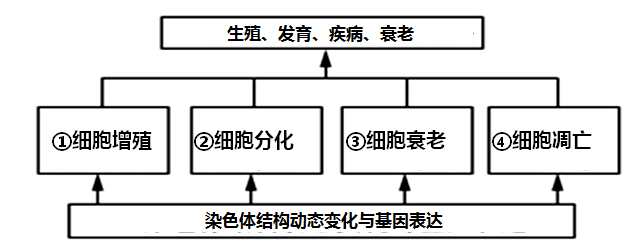 生殖、发育、疾病、衰老
①细胞增殖
②细胞分化
③细胞衰老
④细胞凋亡
染色体结构动态变化与基因表达